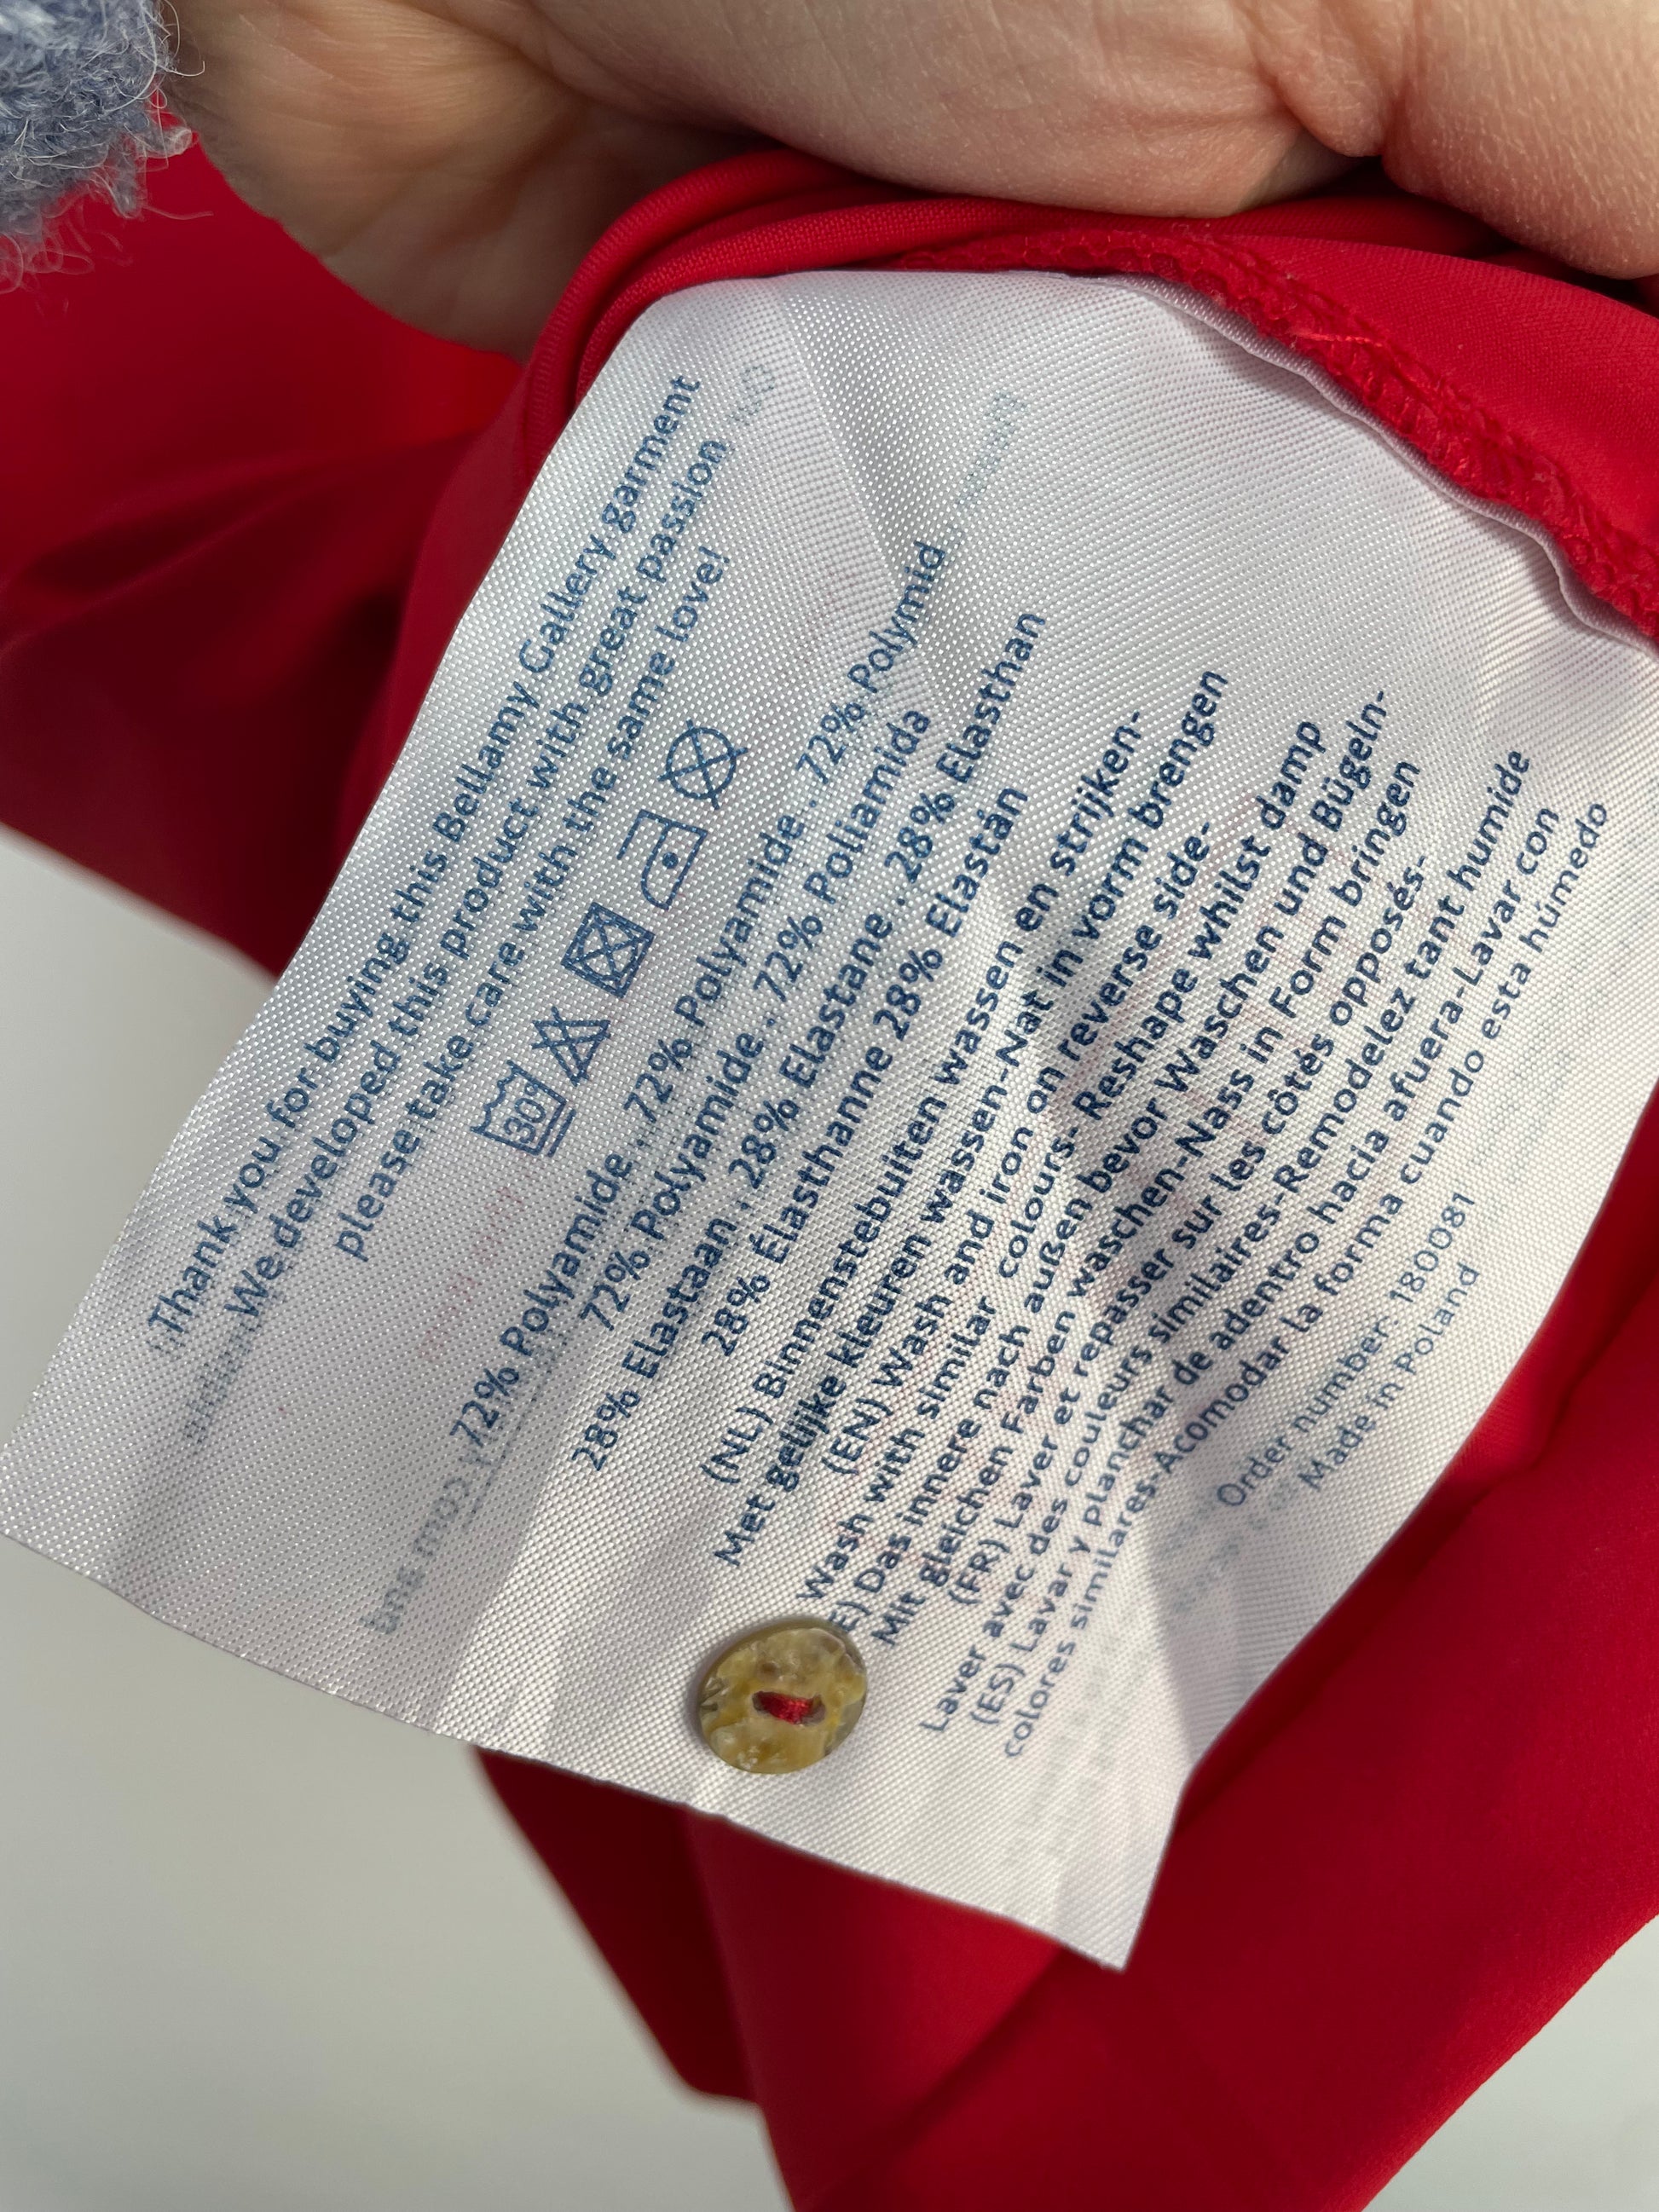 Thank you for buying this Bellamy Gallery garment
We developed this product with great passion
please take care with the same love!
30
72% Polyamide . 72% Polyamide . 72% Polymid
72% Polyamide . 72% Poliamida
28% Elastaan . 28% Elastane . 28% Elasthan
28% Élasthanne 28% Elastán
(NL) Binnenstebuiten wassen en strijken-
Met gelijke kleuren wassen-Nat in vorm brengen
(EN) Wash and iron on reverse side-
Wash with similar colours- Reshape whilst damp
E) Das innere nach außen bevor Waschen und Bügeln-
Mit gleichen Farben waschen-Nass in Form bringen
(FR) Laver et repasser sur les côtés opposés-
Laver avec des couleurs similaires-Remodelez tant humide
(ES) Lavar y planchar de adentro hacia afuera-Lavar con
colores similares-Acomodar la forma cuando esta húmedo
Order number: 1800081
Made in Poland